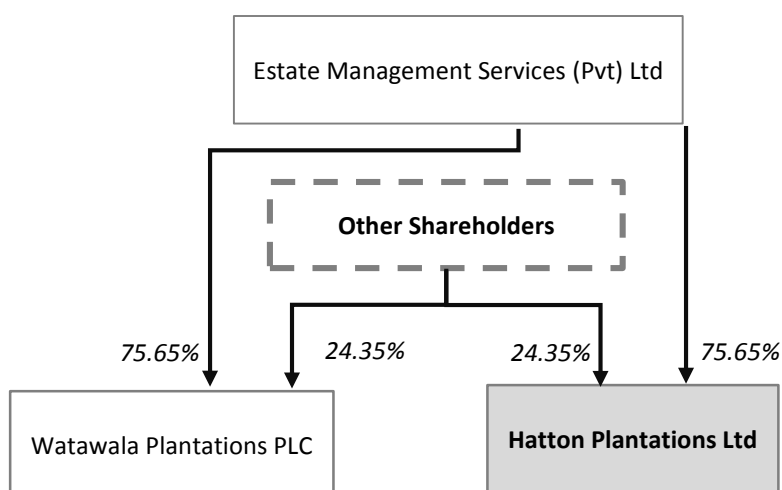 Estate Management Services (Pvt) Ltd
Other Shareholders
75.65%
24.35%
24.35%
75.65%
Watawala Plantations PLC
Hatton Plantations Ltd